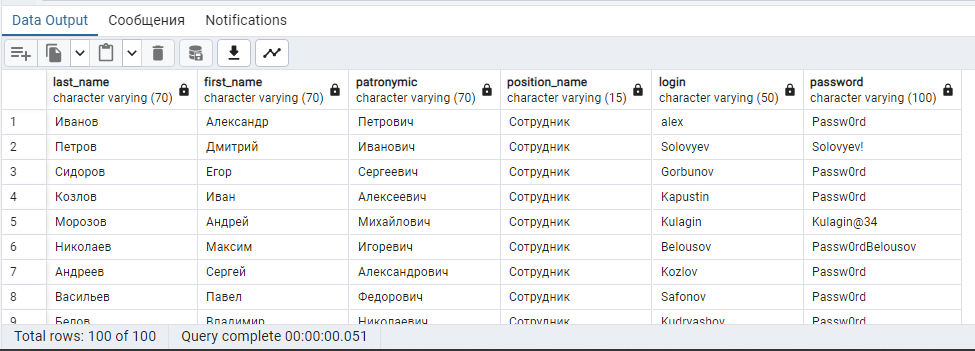 Data Output Сообщения Notifications
last_name first_name patronymic position_name login password
character varying (70) character varying (70) character varying (70) character varying (15) character varying (50) character varying (100)
1 Иванов Александр Петрович Сотрудник alex Passw0rd
2 Петров Дмитрий Иванович Сотрудник Solovyev Solovyev!
3 Сидоров Егор Сергеевич Сотрудник Gorbunov Passw0rd
4 Козлов Иван Алексеевич Сотрудник Kapustin Passw0rd
5 Морозов Андрей Михайлович Сотрудник Kulagin Kulagin@34
6 Николаев Максим Игоревич Сотрудник Belousov Passw0rdBelousov
7 Андреев Сергей Александрович Сотрудник Kozlov Passw0rd
8 Васильев Павел Федорович Сотрудник Safonov Passw0rd
9 Белов Владимир Николаевич Сотрудник Kudryashov Passw0rd
Total rows: 100 of 100 Query complete 00:00:00.051